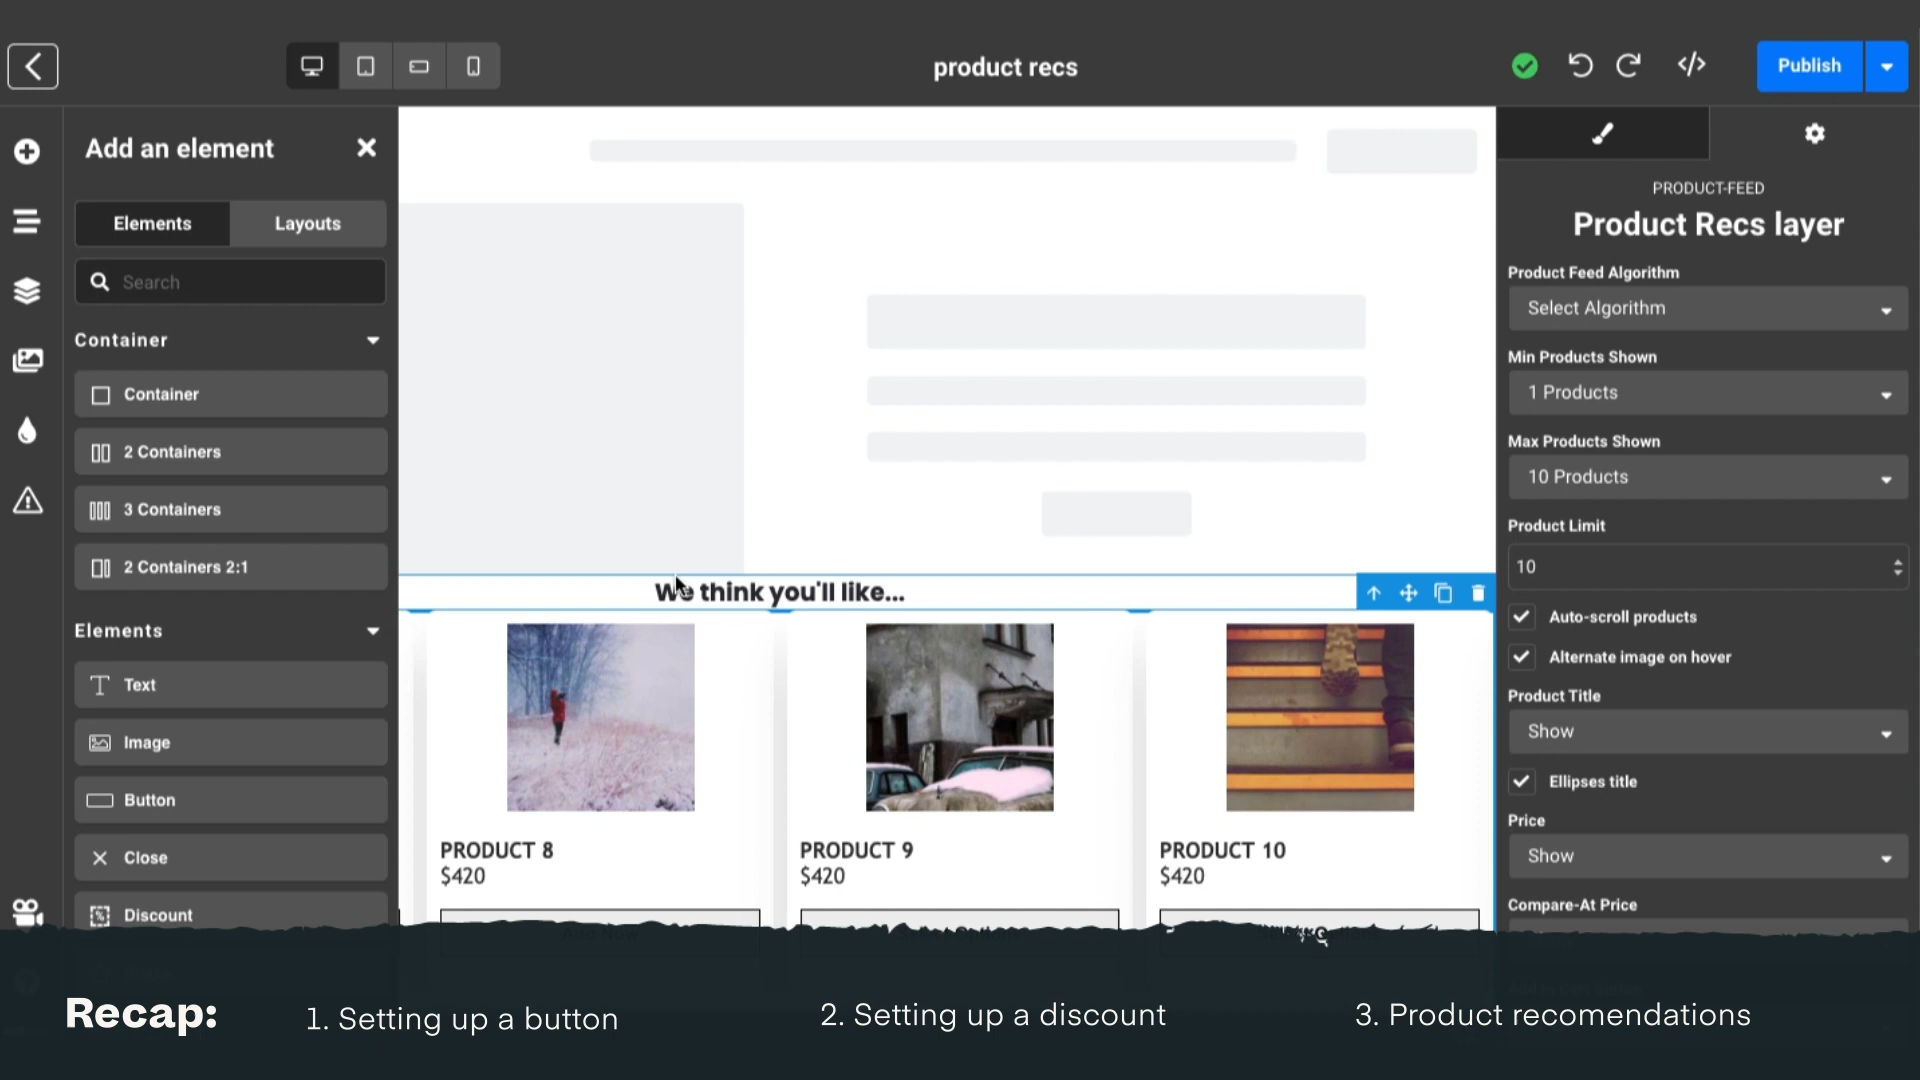 product recs
Publish
Add an element
Elements
Layouts
Search
Container
Container
2 Containers
3 Containers
2 Containers 2:1
Elements
Text
Image
Button
Close
Discount
We think you'll like...
PRODUCT 8
$420
PRODUCT 9
$420
PRODUCT 10
$420
PRODUCT-FEED
Product Recs layer
Product Feed Algorithm
Select Algorithm
Min Products Shown
1 Products
Max Products Shown
10 Products
Product Limit
10
Auto-scroll products
Alternate image on hover
Product Title
Show
Ellipses title
Price
Show
Compare-At Price
Recap:
1. Setting up a button
2. Setting up a discount
3. Product recomendations